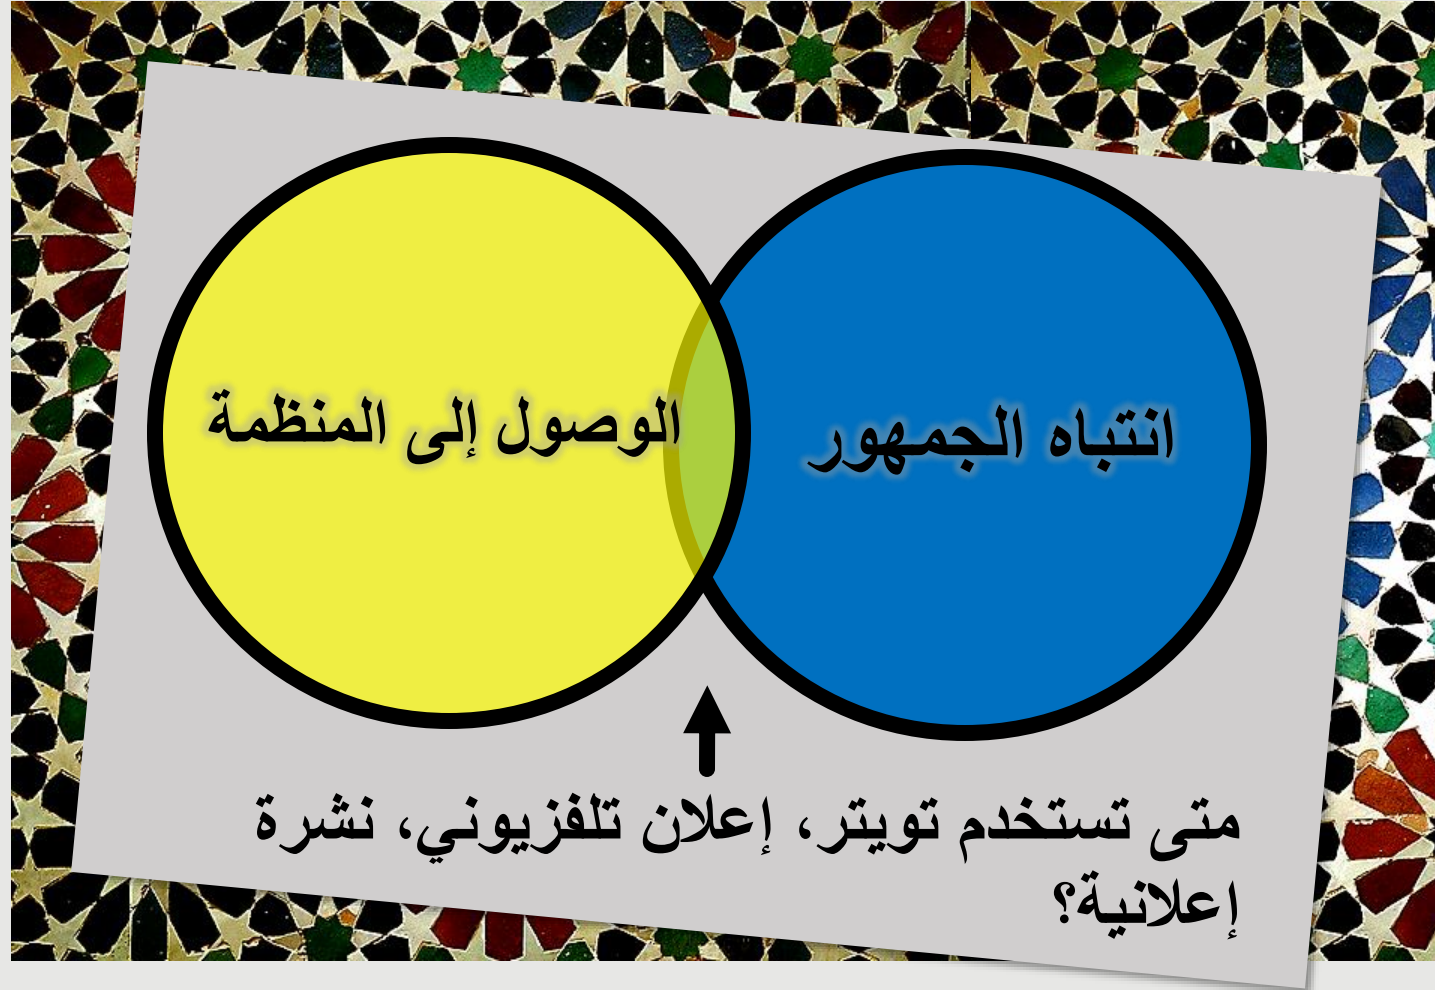 انتباه الجمهور
الوصول إلى المنظمة
متى تستخدم تويتر، إعلان تلفزيوني، نشرة
إعلانية؟